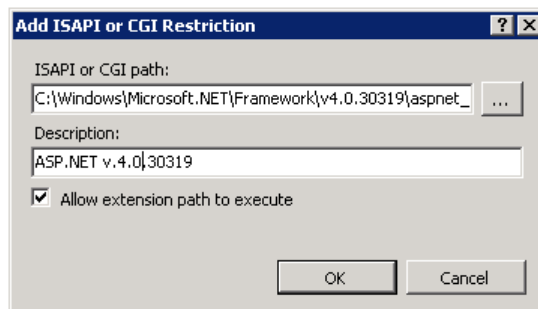 Add ISAPI or CGI Restriction
ISAPI or CGI path:
C:\Windows\Microsoft.NET\Framework\v4.0.30319\aspnet_
...
Description:
ASP.NET v.4.0.30319
Allow extension path to execute
OK
Cancel